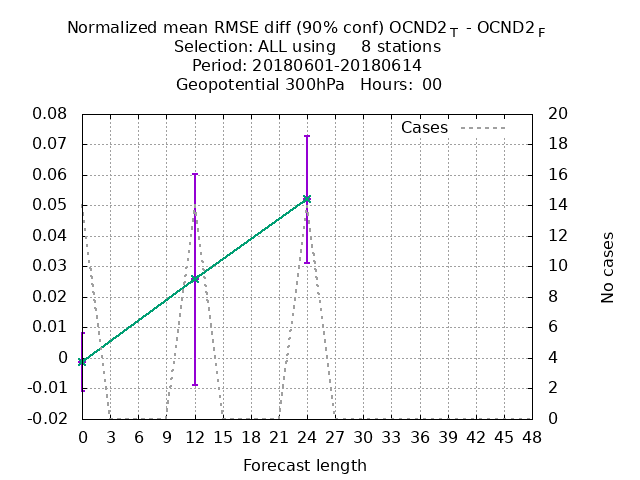 Normalized mean RMSE diff (90% conf) OCND2 T - OCND2 F
Selection: ALL using     8 stations
Period: 20180601-20180614
Geopotential 300hPa   Hours:  00
Cases
0.08
0.07
0.06
0.05
0.04
0.03
0.02
0.01
0
-0.01
-0.02
20
18
16
14
12
10
8
6
4
2
0
No cases
0 3 6 9 12 15 18 21 24 27 30 33 36 39 42 45 48
Forecast length